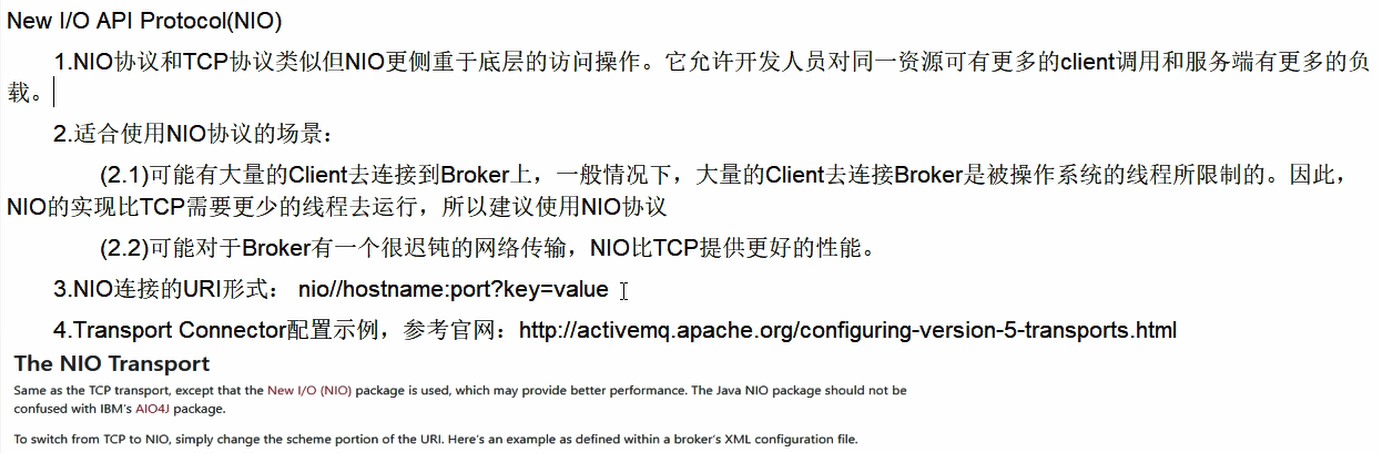 New I/O API Protocol(NIO)
1.NIO协议和TCP协议类似但NIO更侧重于底层的访问操作。它允许开发人员对同一资源可有更多的client调用和服务端有更多的负
载。
2.适合使用NIO协议的场景：
(2.1)可能有大量的Client去连接到Broker上，一般情况下，大量的Client去连接Broker是被操作系统的线程所限制的。因此，
NIO的实现比TCP需要更少的线程去运行，所以建议使用NIO协议
(2.2)可能对于Broker有一个很迟钝的网络传输，NIO比TCP提供更好的性能。
3.NIO连接的URI形式： nio//hostname:port?key=value
4.Transport Connector配置示例，参考官网：http://activemq.apache.org/configuring-version-5-transports.html
The NIO Transport
Same as the TCP transport, except that the New I/O (NIO) package is used, which may provide better performance. The Java NIO package should not be
confused with IBM's AIO4J package.
To switch from TCP to NIO, simply change the scheme portion of the URI. Here's an example as defined within a broker's XML configuration file.